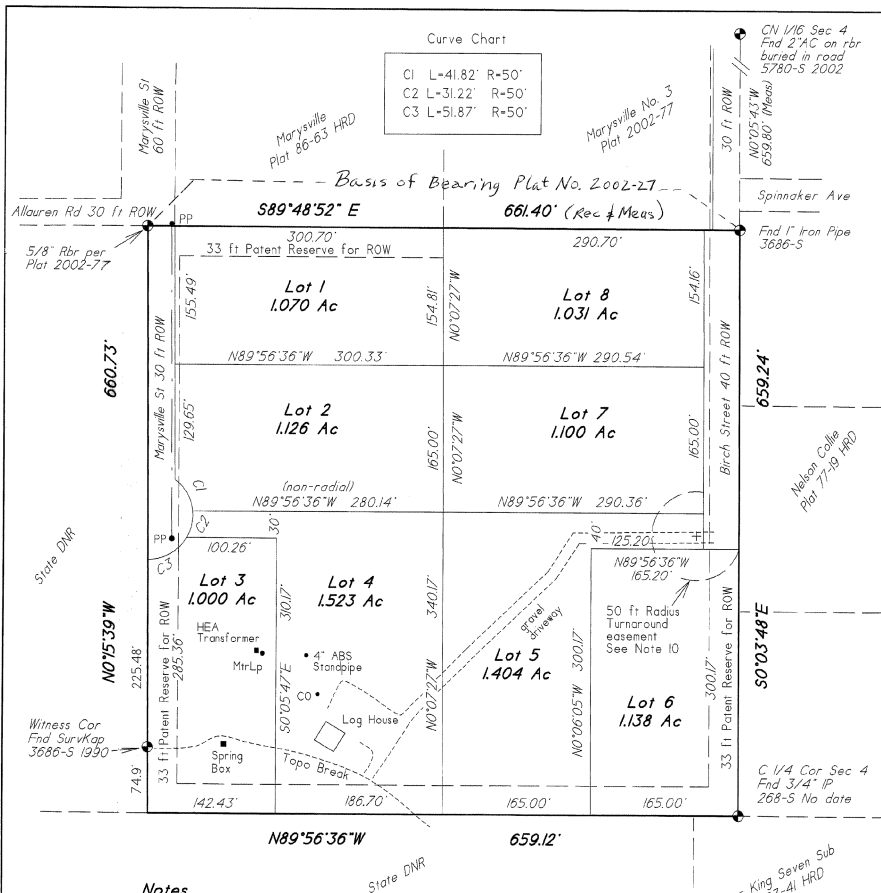 Curve Chart
C1 L=41.82' R=50'
C2 L=31.22' R=50'
C3 L=51.87' R=50'
CN 1/16 Sec 4
Fnd 2"AC on rbr
buried in road
5780-S 2002
Marysville St
60 ft ROW
Marysville
Plat 86-63 HRD
Marysville No. 3
Plat 2002-77
30 ft ROW
N0°05'43"W
659.80' (Meas)
Basis of Bearing Plat No. 2002-27
Spinnaker Ave
Allauren Rd 30 ft ROW
PP
S89°48'52" E
661.40' (Rec & Meas)
Fnd 1" Iron Pipe
3686-S
5/8" Rbr per
Plat 2002-77
300.70'
290.70'
33 ft Patent Reserve for ROW
155.49'
Lot 1
1.070 Ac
154.81'
N0°07'27"W
Lot 8
1.031 Ac
154.16'
N89°56'36"W 300.33'
N89°56'36"W 290.54'
660.73'
Marysville St 30 ft ROW
129.65'
Lot 2
1.126 Ac
165.00'
N0°07'27"W
Lot 7
1.100 Ac
165.00'
Birch Street 40 ft ROW
659.24'
Nelson Collie
Plat 77-19 HRD
(non-radial)
N89°56'36"W 280.14'
N89°56'36"W 290.36'
C1
C2
C3
PP
30'
100.26'
40'
125.20'
N89°56'36"W
165.20'
State DNR
Lot 3
1.000 Ac
Lot 4
1.523 Ac
310.17'
340.17'
gravel
driveway
50 ft Radius
Turnaround
easement
See Note 10
HEA
Transformer
MtrLp
4" ABS
Standpipe
CO
Log House
Lot 5
1.404 Ac
300.17'
Lot 6
1.138 Ac
300.17'
N0°15'39"W
225.48'
33 ft Patent Reserve for ROW
285.36'
S0°05'47"E
N0°07'27"W
N0°06'05"W
33 ft Patent Reserve for ROW
S0°03'48"E
Witness Cor
Fnd SurvKap
3686-S 1990
74.9'
Spring
Box
Topo Break
C 1/4 Cor Sec 4
Fnd 3/4" IP
268-S No date
142.43'
186.70'
165.00'
165.00'
N89°56'36"W
659.12'
State DNR
King Seven Sub
-41 HRD
Notes